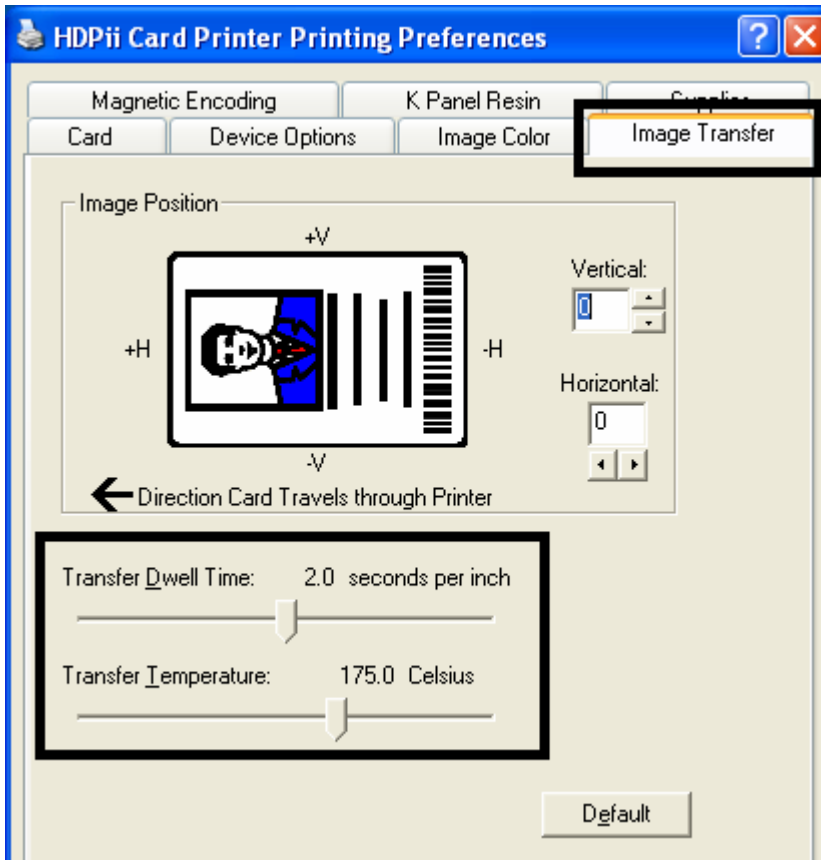 HDPii Card Printer Printing Preferences
Magnetic Encoding K Panel Resin
Card Device Options Image Color Image Transfer
Image Position
+V
Vertical:
0
+H -H
Horizontal:
0
-V
Direction Card Travels through Printer
Transfer Dwell Time: 2.0 seconds per inch
Transfer Temperature: 175.0 Celsius
Default